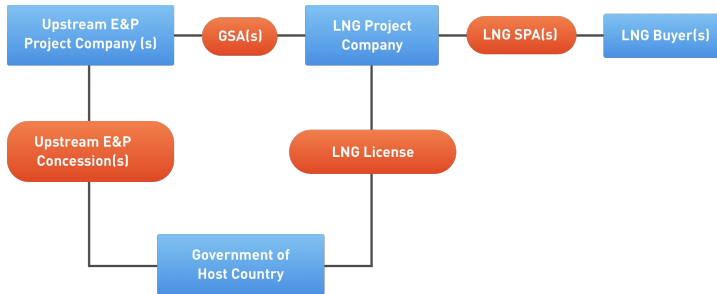 Upstream E&P
Project Company (s)
GSA(s)
LNG Project
Company
LNG SPA(s)
LNG Buyer(s)
Upstream E&P
Concession(s)
LNG License
Government of
Host Country